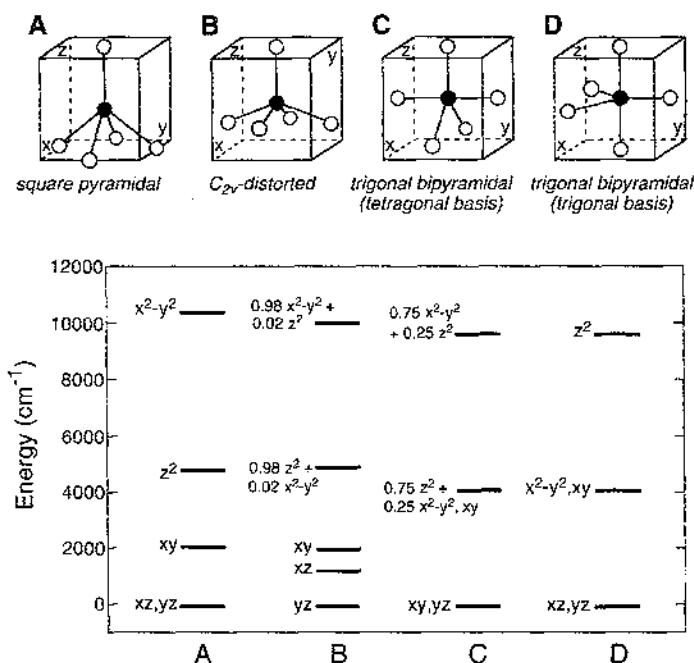 A B C D
z z z z
y y
x y x x y x
square pyramidal
C2v-distorted
trigonal bipyramidal
(tetragonal basis)
trigonal bipyramidal
(trigonal basis)
Energy (cm⁻¹)
12000
10000
8000
6000
4000
2000
0
x²-y²
z²
xy
xz,yz
0.98 x²-y² +
0.02 z²
0.98 z² +
0.02 x²-y²
xy
xz
yz
0.75 x²-y²
+ 0.25 z²
0.75 z² +
0.25 x²-y², xy
xy,yz
z²
x²-y²,xy
xz,yz
A B C D